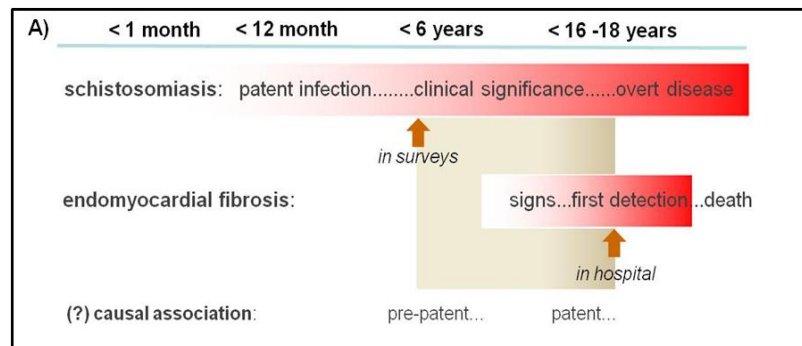 A) < 1 month < 12 month < 6 years < 16 -18 years
schistosomiasis: patent infection........clinical significance......overt disease
in surveys
endomyocardial fibrosis: signs...first detection...death
in hospital
(?) causal association: pre-patent... patent...